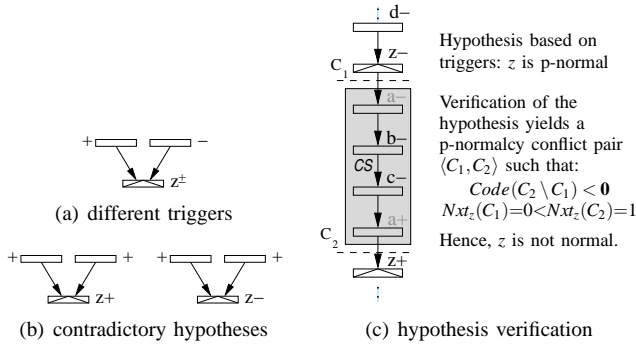 + −
z±
(a) different triggers
+ + + −
z+ z−
(b) contradictory hypotheses
d−
z−
C₁
a−
b−
CS
c−
a+
C₂
z+
(c) hypothesis verification
Hypothesis based on
triggers: z is p-normal
Verification of the
hypothesis yields a
p-normalcy conflict pair
⟨C₁,C₂⟩ such that:
Code(C₂ \ C₁) < 0
Nxt_z(C₁)=0<Nxt_z(C₂)=1
Hence, z is not normal.